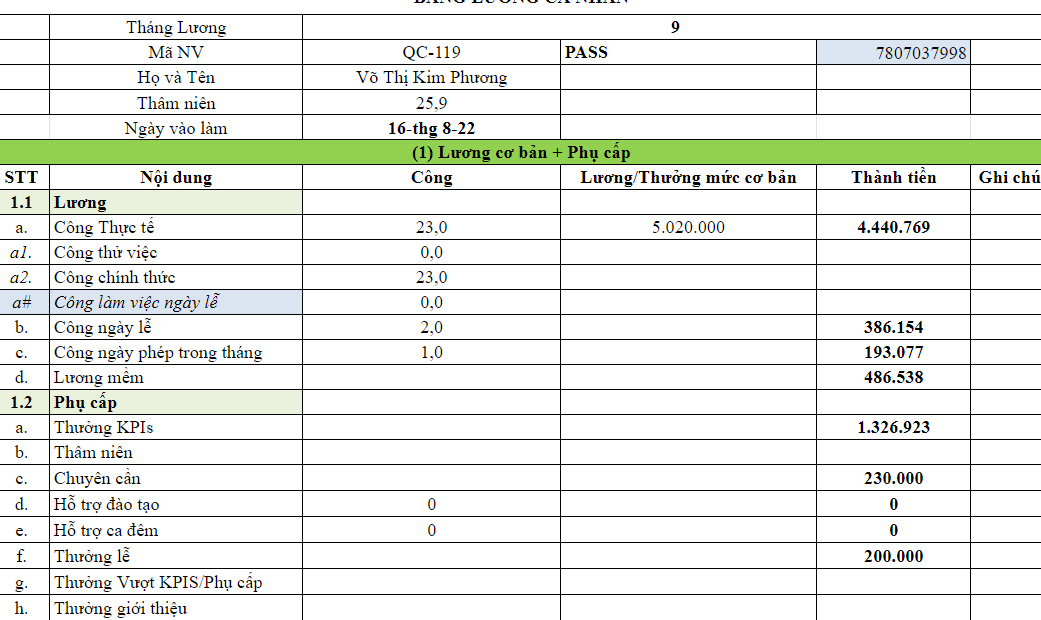 BẢNG LƯƠNG CÁ NHÂN
Tháng Lương 9
Mã NV QC-119 PASS 7807037998
Họ và Tên Võ Thị Kim Phương
Thâm niên 25,9
Ngày vào làm 16-thg 8-22
(1) Lương cơ bản + Phụ cấp
STT Nội dung Công Lương/Thưởng mức cơ bản Thành tiền Ghi chú
1.1 Lương
a. Công Thực tế 23,0 5.020.000 4.440.769
a1. Công thử việc 0,0
a2. Công chính thức 23,0
a# Công làm việc ngày lễ 0,0
b. Công ngày lễ 2,0 386.154
c. Công ngày phép trong tháng 1,0 193.077
d. Lương mềm 486.538
1.2 Phụ cấp
a. Thưởng KPIs 1.326.923
b. Thâm niên
c. Chuyên cần 230.000
d. Hỗ trợ đào tạo 0 0
e. Hỗ trợ ca đêm 0 0
f. Thưởng lễ 200.000
g. Thưởng Vượt KPIS/Phụ cấp
h. Thưởng giới thiệu